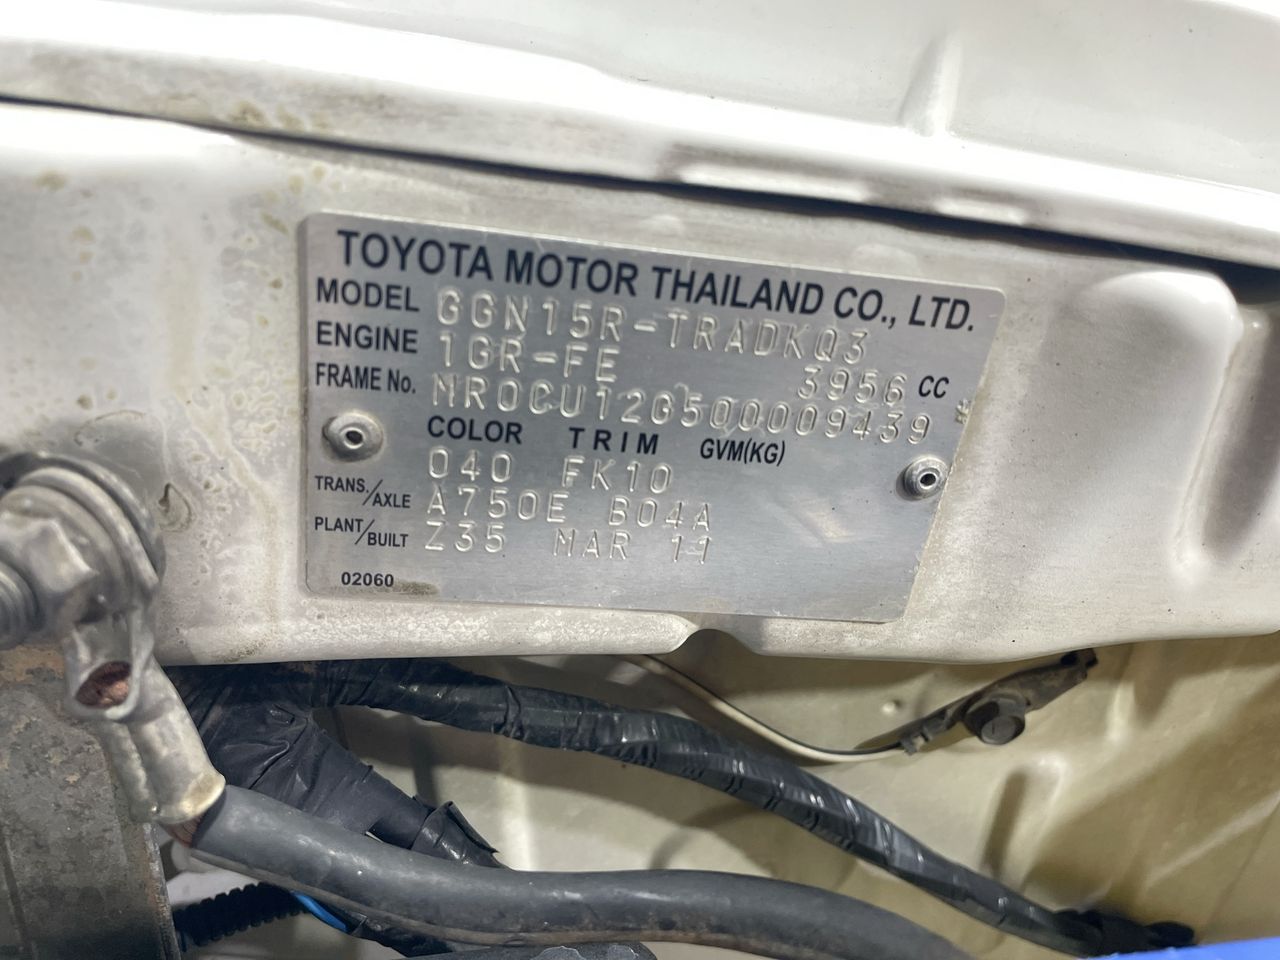 TOYOTA MOTOR THAILAND CO., LTD.
MODEL GGN15R-TRADKQ3
ENGINE 1GR-FE 3956 CC
FRAME No. MR0CU12G500009439
COLOR TRIM GVM(KG)
040 FK10
TRANS./AXLE A750E B04A
PLANT/BUILT Z35 MAR 11
02060